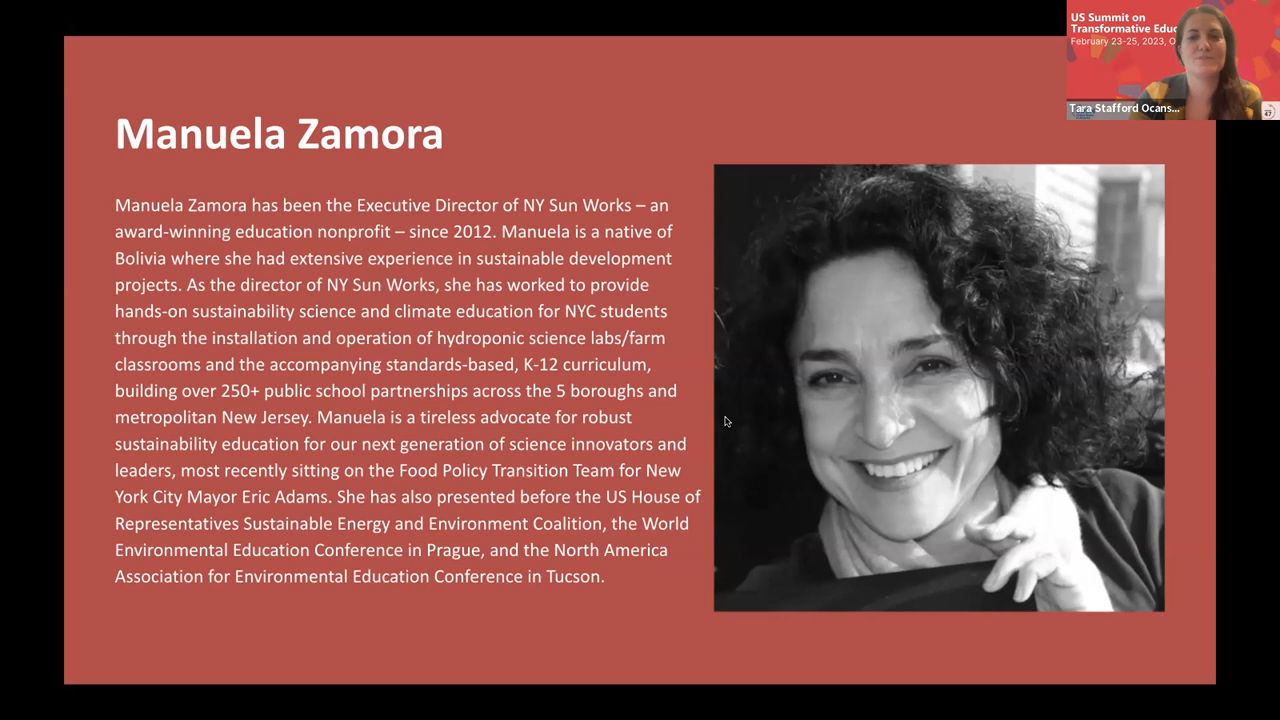 US Summit on
Transformative Educ
February 23-25, 2023, O
Tara Stafford Ocans...
47
Manuela Zamora
Manuela Zamora has been the Executive Director of NY Sun Works – an
award-winning education nonprofit – since 2012. Manuela is a native of
Bolivia where she had extensive experience in sustainable development
projects. As the director of NY Sun Works, she has worked to provide
hands-on sustainability science and climate education for NYC students
through the installation and operation of hydroponic science labs/farm
classrooms and the accompanying standards-based, K-12 curriculum,
building over 250+ public school partnerships across the 5 boroughs and
metropolitan New Jersey. Manuela is a tireless advocate for robust
sustainability education for our next generation of science innovators and
leaders, most recently sitting on the Food Policy Transition Team for New
York City Mayor Eric Adams. She has also presented before the US House of
Representatives Sustainable Energy and Environment Coalition, the World
Environmental Education Conference in Prague, and the North America
Association for Environmental Education Conference in Tucson.